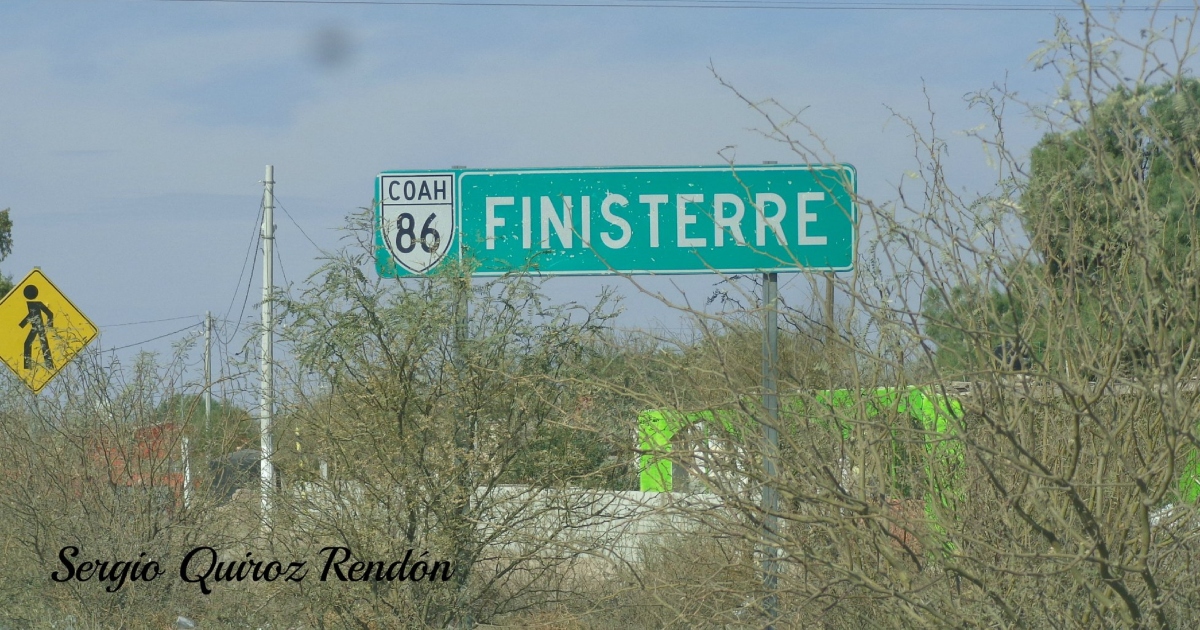 COAH
86
FINISTERRE
Sergio Quiroz Rendón